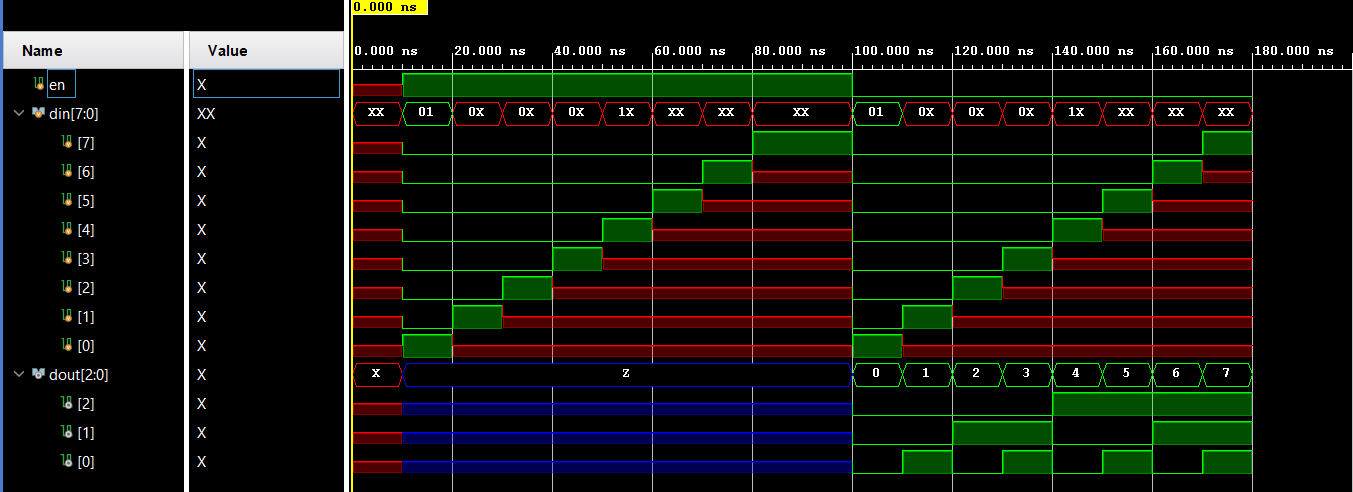 0.000 ns
Name Value 0.000 ns 20.000 ns 40.000 ns 60.000 ns 80.000 ns 100.000 ns 120.000 ns 140.000 ns 160.000 ns 180.000 ns
en X
din[7:0] XX XX 01 0X 0X 0X 1X XX XX XX 01 0X 0X 0X 1X XX XX XX
[7] X
[6] X
[5] X
[4] X
[3] X
[2] X
[1] X
[0] X
dout[2:0] X X Z 0 1 2 3 4 5 6 7
[2] X
[1] X
[0] X